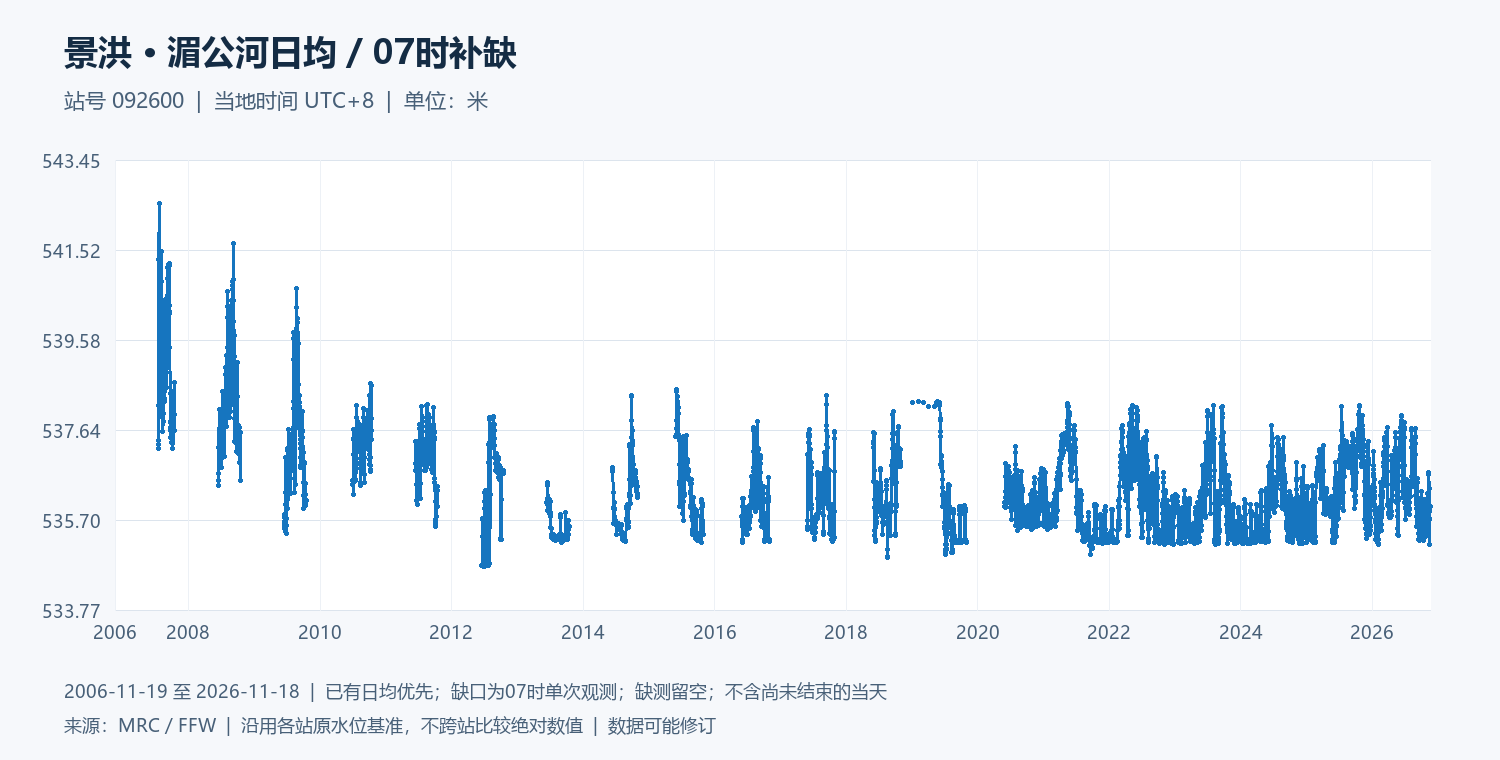 景洪 • 湄公河日均 / 07时补缺
站号 092600 | 当地时间 UTC+8 | 单位：米
543.45
541.52
539.58
537.64
535.70
533.77
2006 2008 2010 2012 2014 2016 2018 2020 2022 2024 2026
2006-11-19 至 2026-11-18 | 已有日均优先；缺口为07时单次观测；缺测留空；不含尚未结束的当天
来源：MRC / FFW | 沿用各站原水位基准，不跨站比较绝对数值 | 数据可能修订